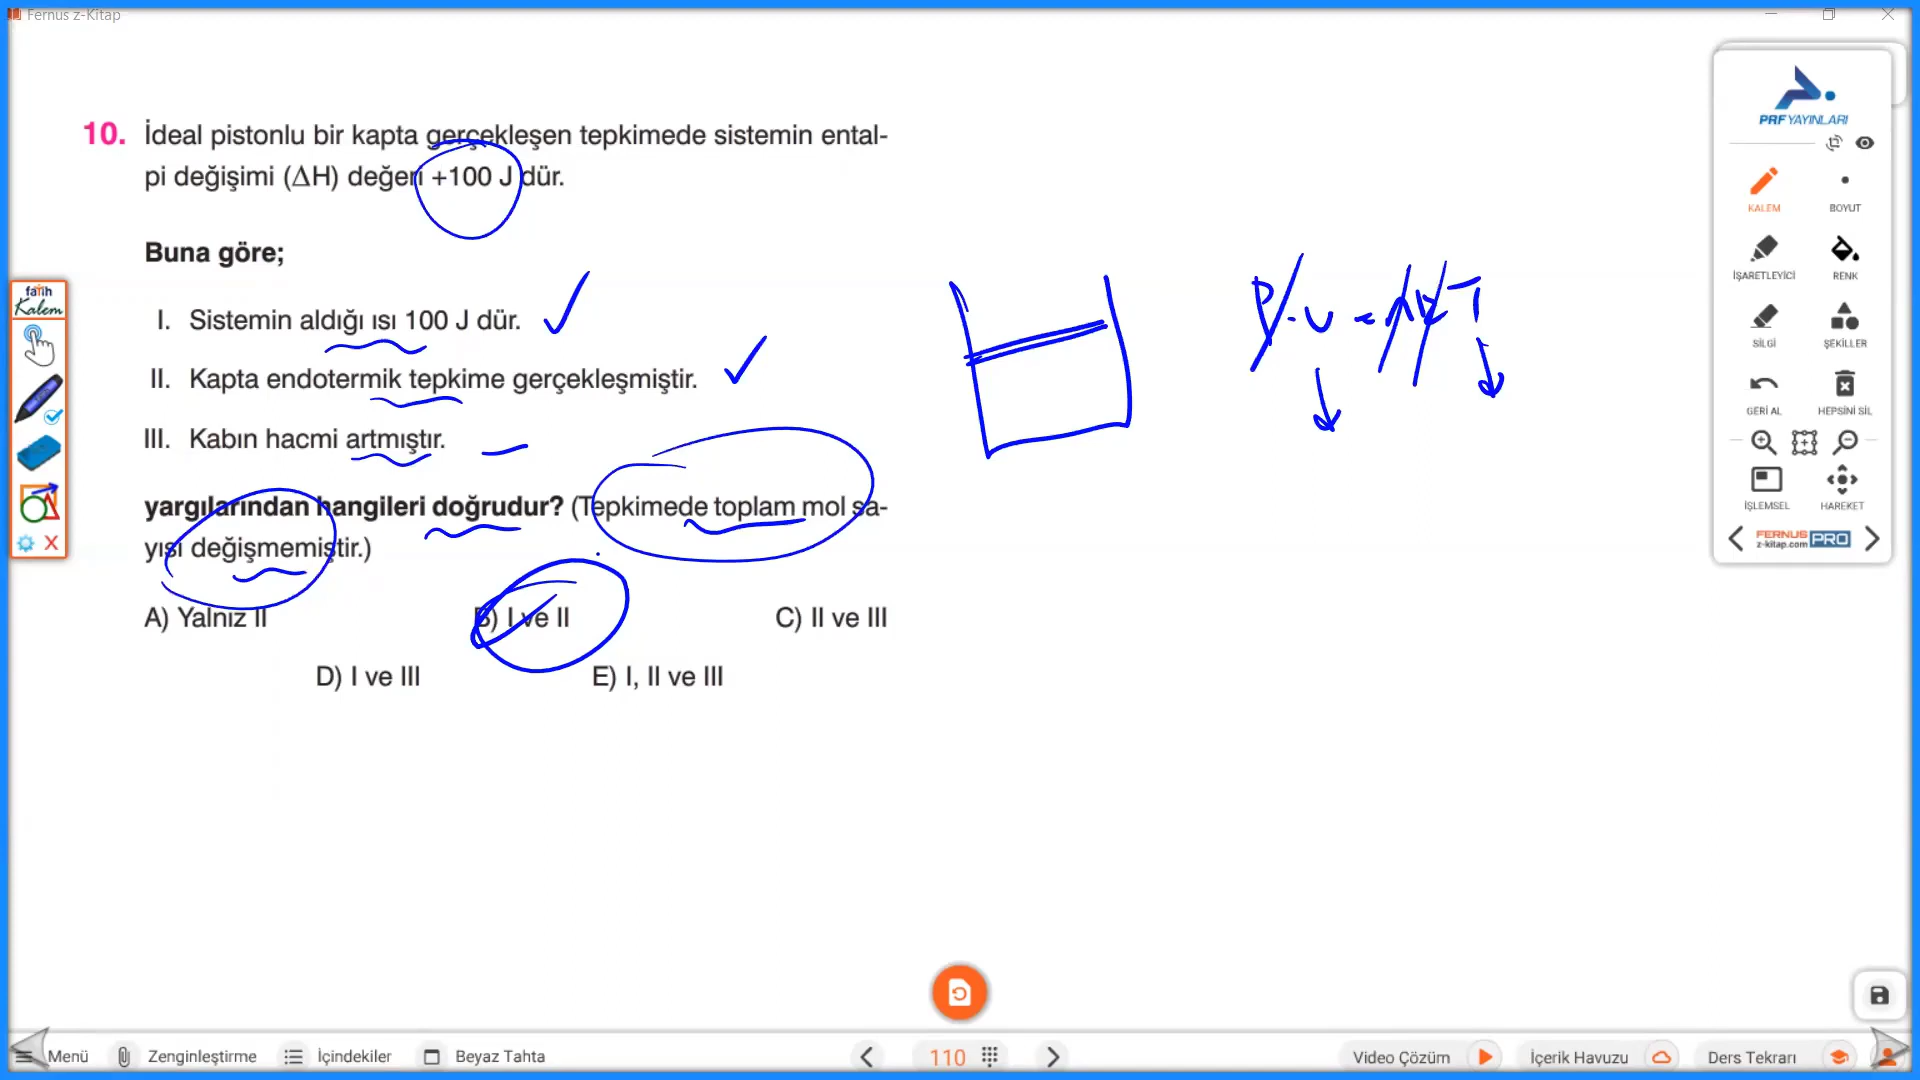 Fernus z-Kitap
10. İdeal pistonlu bir kapta gerçekleşen tepkimede sistemin ental-
pi değişimi (ΔH) değeri +100 J dür.
Buna göre;
I. Sistemin aldığı ısı 100 J dür.
II. Kapta endotermik tepkime gerçekleşmiştir.
III. Kabın hacmi artmıştır.
yargılarından hangileri doğrudur? (Tepkimede toplam mol sa-
yısı değişmemiştir.)
A) Yalnız II
B) I ve II
C) II ve III
D) I ve III
E) I, II ve III
P.V = nRT
fatih
Kalem
PRF YAYINLARI
KALEM
BOYUT
İŞARETLEYİCİ
RENK
SİLGİ
ŞEKİLLER
GERİ AL
HEPSİNİ SİL
İŞLEMSEL
HAREKET
FERNUS
z-kitap.com PRO
Menü
Zenginleştirme
İçindekiler
Beyaz Tahta
110
Video Çözüm
İçerik Havuzu
Ders Tekrarı